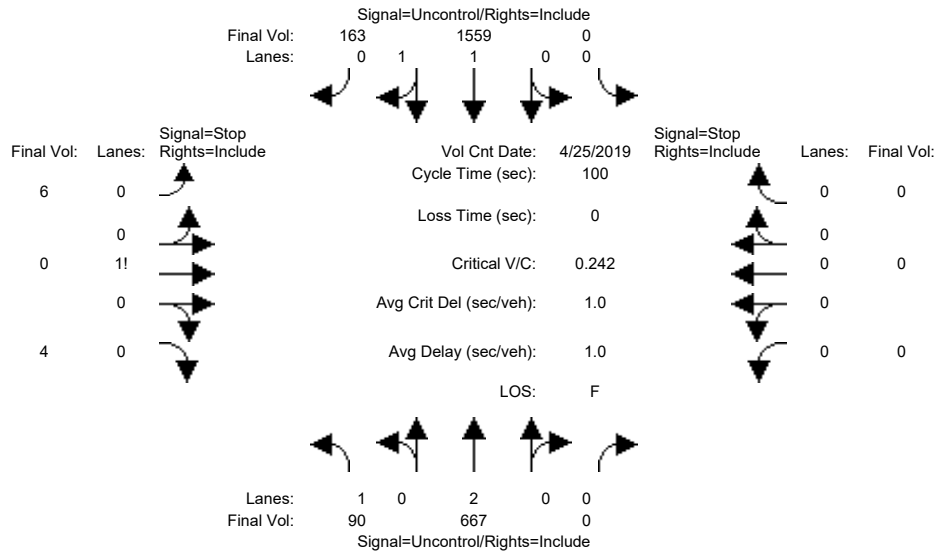 Signal=Uncontrol/Rights=Include
Final Vol: 163 1559 0
Lanes: 0 1 1 0 0
Signal=Stop Signal=Stop
Final Vol: Lanes: Rights=Include Vol Cnt Date: 4/25/2019 Rights=Include Lanes: Final Vol:
Cycle Time (sec): 100
6 0 0 0
Loss Time (sec): 0
0 0
0 1! Critical V/C: 0.242 0 0
0 Avg Crit Del (sec/veh): 1.0 0
4 0 Avg Delay (sec/veh): 1.0 0 0
LOS: F
Lanes: 1 0 2 0 0
Final Vol: 90 667 0
Signal=Uncontrol/Rights=Include